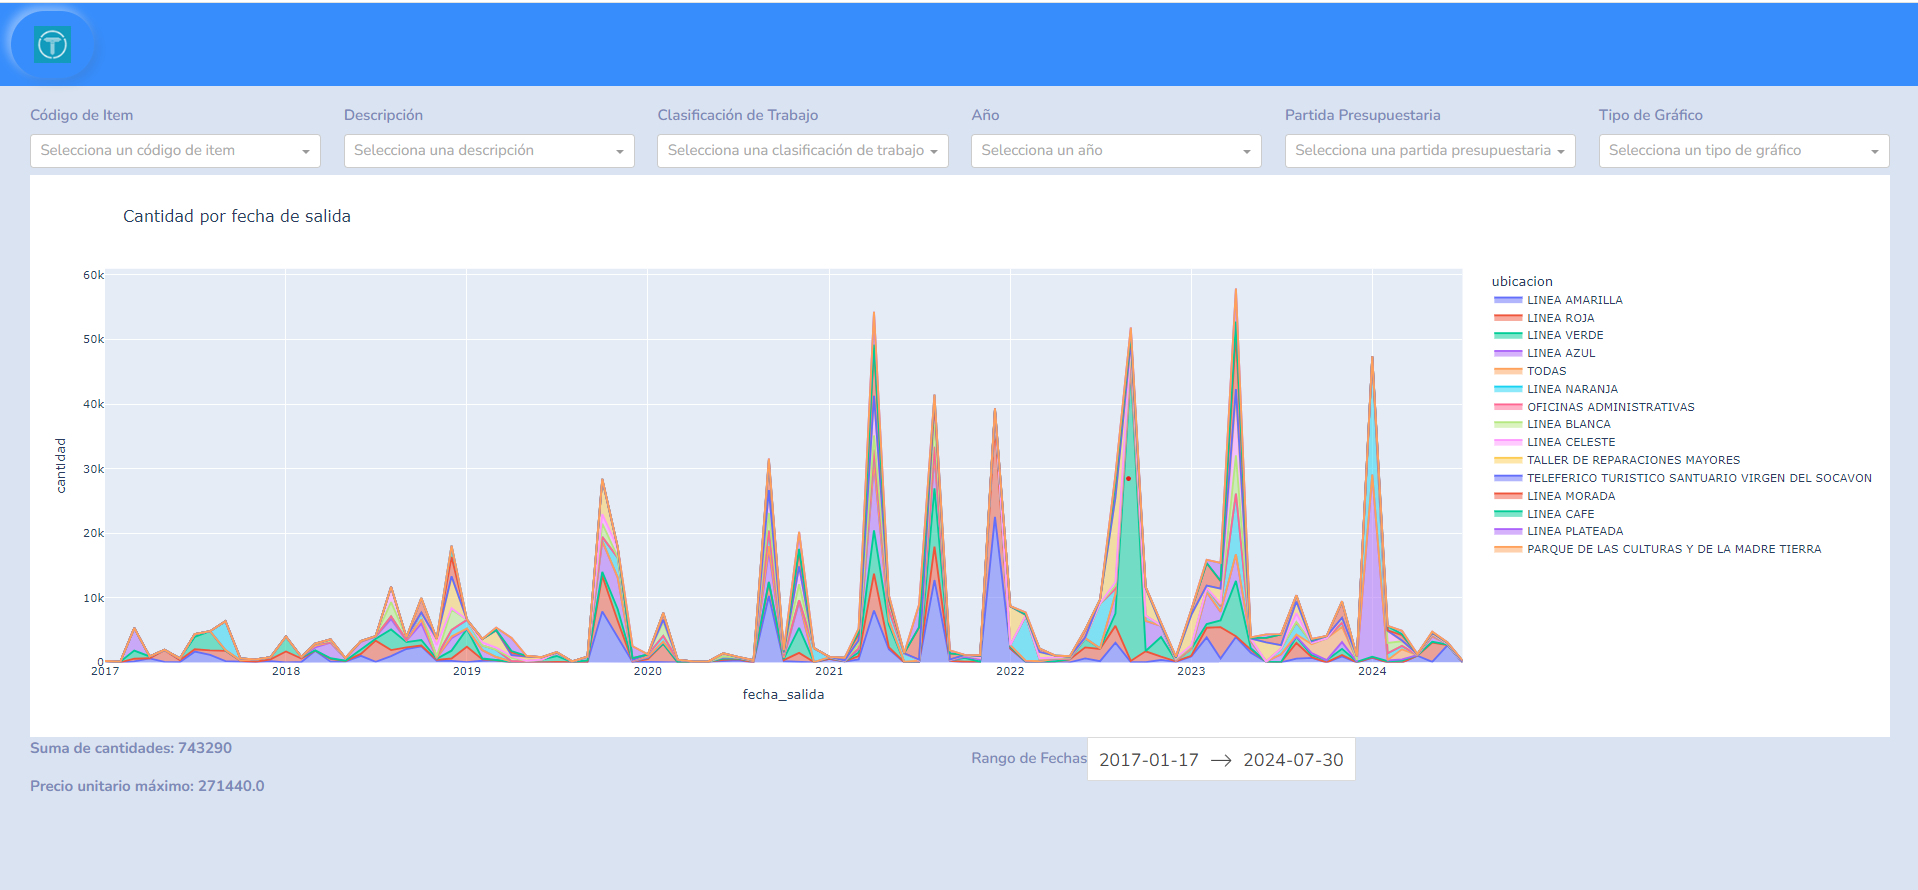 T
Código de Item
Descripción
Clasificación de Trabajo
Año
Partida Presupuestaria
Tipo de Gráfico
Selecciona un código de item
Selecciona una descripción
Selecciona una clasificación de trabajo
Selecciona un año
Selecciona una partida presupuestaria
Selecciona un tipo de gráfico
Cantidad por fecha de salida
60k
50k
40k
30k
20k
10k
0
cantidad
2017
2018
2019
2020
2021
2022
2023
2024
fecha_salida
ubicacion
LINEA AMARILLA
LINEA ROJA
LINEA VERDE
LINEA AZUL
TODAS
LINEA NARANJA
OFICINAS ADMINISTRATIVAS
LINEA BLANCA
LINEA CELESTE
TALLER DE REPARACIONES MAYORES
TELEFERICO TURISTICO SANTUARIO VIRGEN DEL SOCAVON
LINEA MORADA
LINEA CAFE
LINEA PLATEADA
PARQUE DE LAS CULTURAS Y DE LA MADRE TIERRA
Suma de cantidades: 743290
Rango de Fechas
2017-01-17 → 2024-07-30
Precio unitario máximo: 271440.0